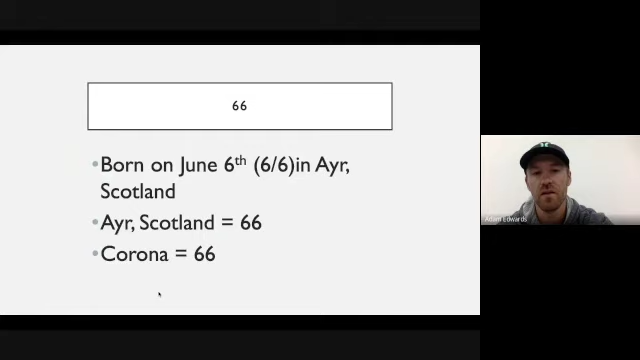 66
•Born on June 6th (6/6)in Ayr,
Scotland
•Ayr, Scotland = 66
•Corona = 66
Adam Edwards